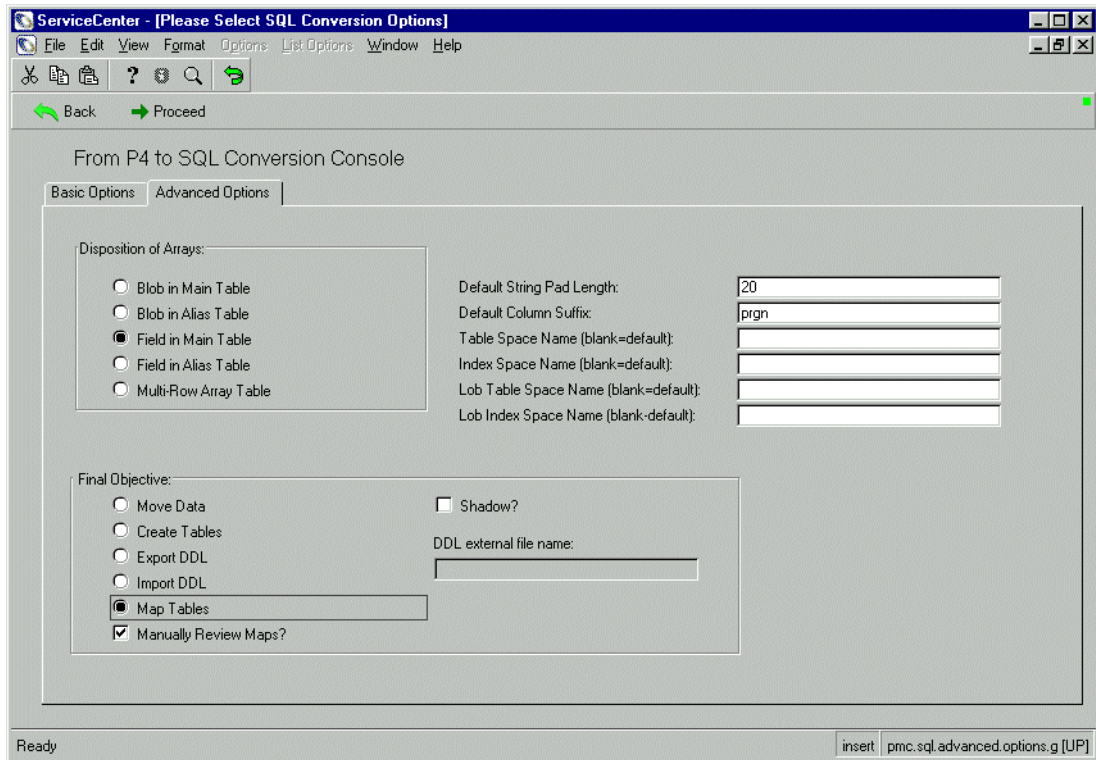 ServiceCenter - [Please Select SQL Conversion Options]
File Edit View Format Options List Options Window Help
Back Proceed
From P4 to SQL Conversion Console
Basic Options Advanced Options
Disposition of Arrays:
Blob in Main Table
Blob in Alias Table
Field in Main Table
Field in Alias Table
Multi-Row Array Table
Default String Pad Length: 20
Default Column Suffix: prgn
Table Space Name (blank=default):
Index Space Name (blank=default):
Lob Table Space Name (blank=default):
Lob Index Space Name (blank-default):
Final Objective:
Move Data
Create Tables
Export DDL
Import DDL
Map Tables
Manually Review Maps?
Shadow?
DDL external file name:
Ready insert pmc.sql.advanced.options.g [UP]